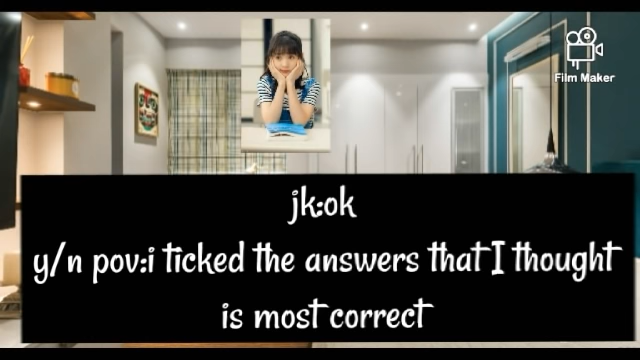 Film Maker
jk:ok
y/n pov:i ticked the answers that I thought
is most correct